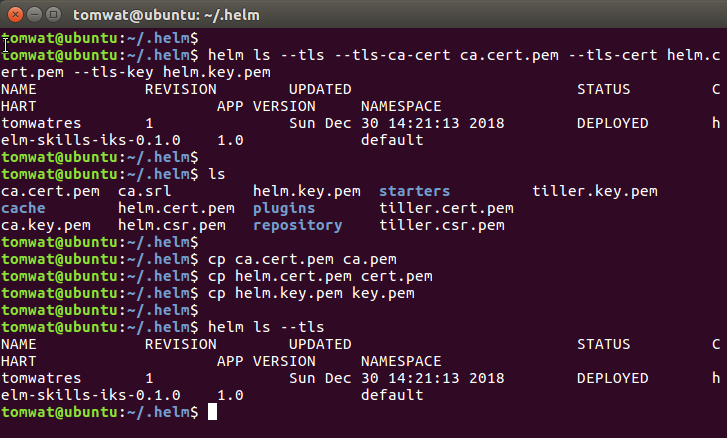 tomwat@ubuntu: ~/.helm
tomwat@ubuntu:~/.helm$
tomwat@ubuntu:~/.helm$ helm ls --tls --tls-ca-cert ca.cert.pem --tls-cert helm.c
ert.pem --tls-key helm.key.pem
NAME REVISION UPDATED STATUS C
HART APP VERSION NAMESPACE
tomwatres 1 Sun Dec 30 14:21:13 2018 DEPLOYED h
elm-skills-iks-0.1.0 1.0 default
tomwat@ubuntu:~/.helm$
tomwat@ubuntu:~/.helm$ ls
ca.cert.pem ca.srl helm.key.pem starters tiller.key.pem
cache helm.cert.pem plugins tiller.cert.pem
ca.key.pem helm.csr.pem repository tiller.csr.pem
tomwat@ubuntu:~/.helm$
tomwat@ubuntu:~/.helm$ cp ca.cert.pem ca.pem
tomwat@ubuntu:~/.helm$ cp helm.cert.pem cert.pem
tomwat@ubuntu:~/.helm$ cp helm.key.pem key.pem
tomwat@ubuntu:~/.helm$
tomwat@ubuntu:~/.helm$ helm ls --tls
NAME REVISION UPDATED STATUS C
HART APP VERSION NAMESPACE
tomwatres 1 Sun Dec 30 14:21:13 2018 DEPLOYED h
elm-skills-iks-0.1.0 1.0 default
tomwat@ubuntu:~/.helm$